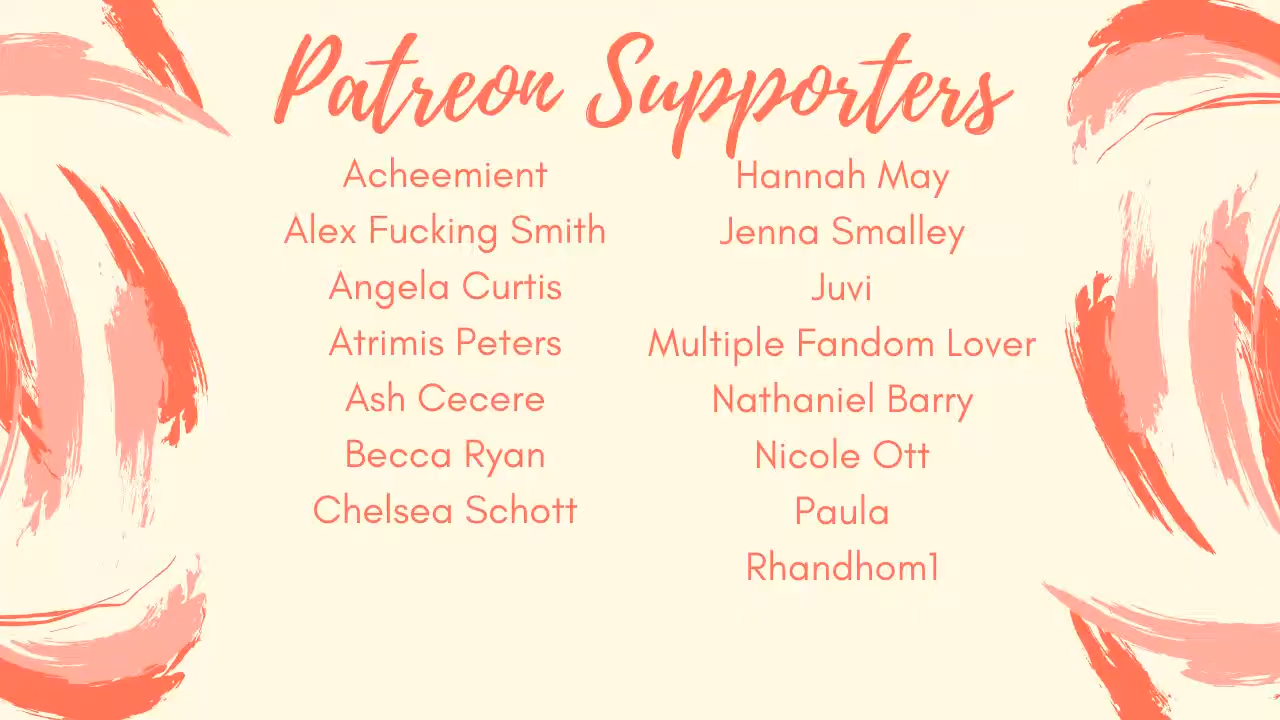 Patreon Supporters
Acheemient
Alex Fucking Smith
Angela Curtis
Atrimis Peters
Ash Cecere
Becca Ryan
Chelsea Schott
Hannah May
Jenna Smalley
Juvi
Multiple Fandom Lover
Nathaniel Barry
Nicole Ott
Paula
Rhandhom1